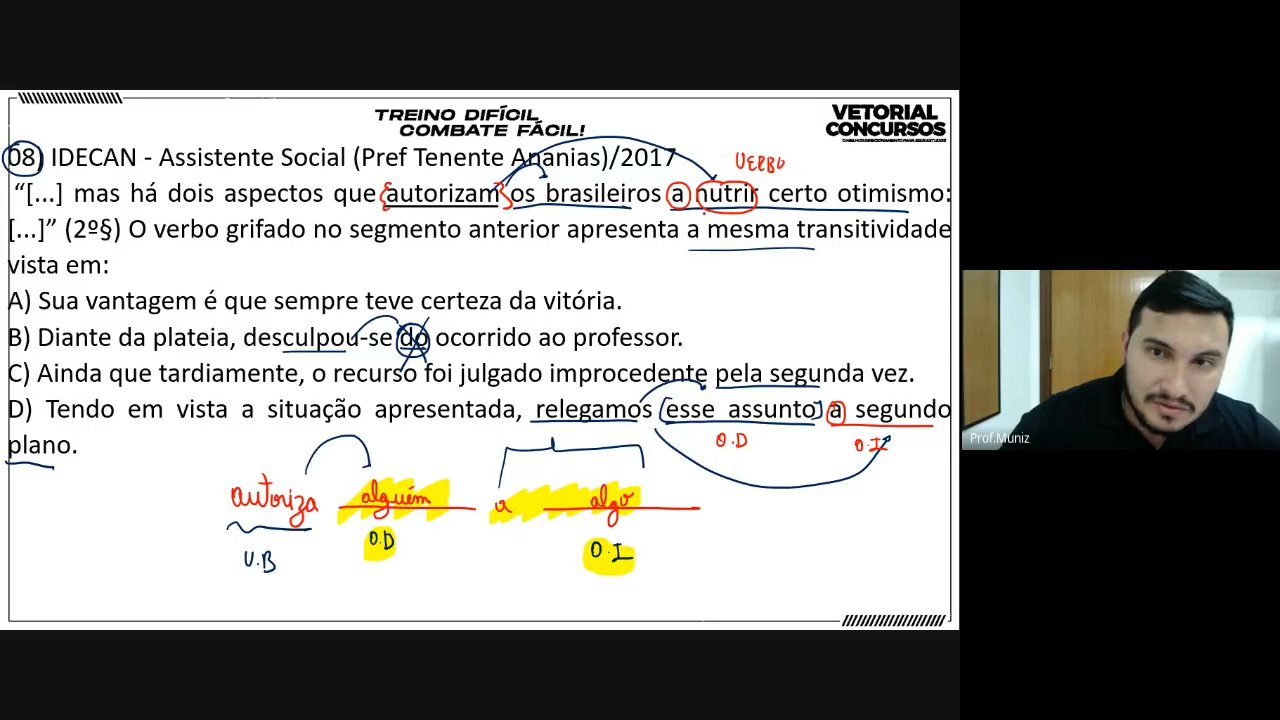 TREINO DIFÍCIL
COMBATE FÁCIL!
VETORIAL
CONCURSOS
08) IDECAN - Assistente Social (Pref Tenente Ananias)/2017
VERBO
“[...] mas há dois aspectos que autorizam os brasileiros a nutrir certo otimismo:
[...]” (2º§) O verbo grifado no segmento anterior apresenta a mesma transitividade
vista em:
A) Sua vantagem é que sempre teve certeza da vitória.
B) Diante da plateia, desculpou-se do ocorrido ao professor.
C) Ainda que tardiamente, o recurso foi julgado improcedente pela segunda vez.
D) Tendo em vista a situação apresentada, relegamos esse assunto a segundo
O.D O.I
plano.
autoriza alguém a algo
V.B O.D O.I
Prof.Muniz